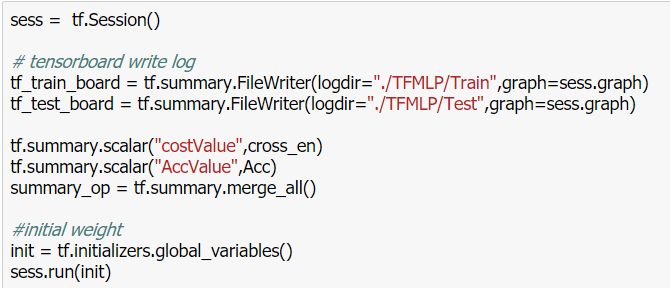 sess =  tf.Session()
# tensorboard write log
tf_train_board = tf.summary.FileWriter(logdir="./TFMLP/Train",graph=sess.graph)
tf_test_board = tf.summary.FileWriter(logdir="./TFMLP/Test",graph=sess.graph)
tf.summary.scalar("costValue",cross_en)
tf.summary.scalar("AccValue",Acc)
summary_op = tf.summary.merge_all()
#initial weight
init = tf.initializers.global_variables()
sess.run(init)